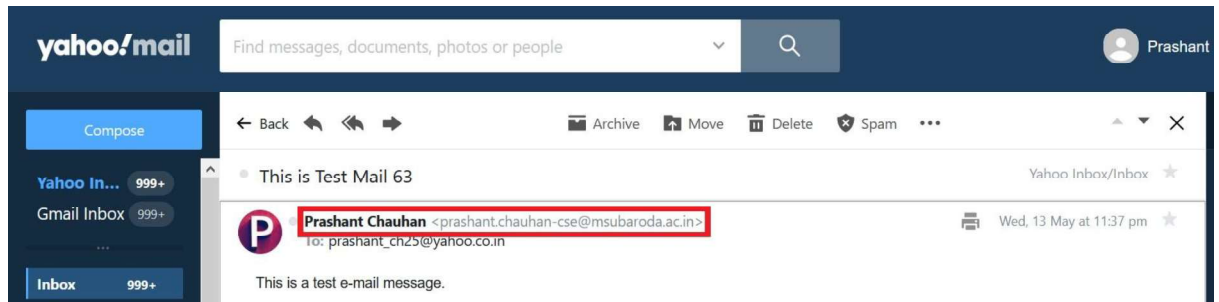 yahoo!mail
Find messages, documents, photos or people
Prashant
Compose
Back Archive Move Delete Spam
Yahoo In... 999+
This is Test Mail 63 Yahoo Inbox/Inbox
Gmail Inbox 999+
P
Prashant Chauhan <prashant.chauhan-cse@msubaroda.ac.in> Wed, 13 May at 11:37 pm
To: prashant_ch25@yahoo.co.in
Inbox 999+
This is a test e-mail message.